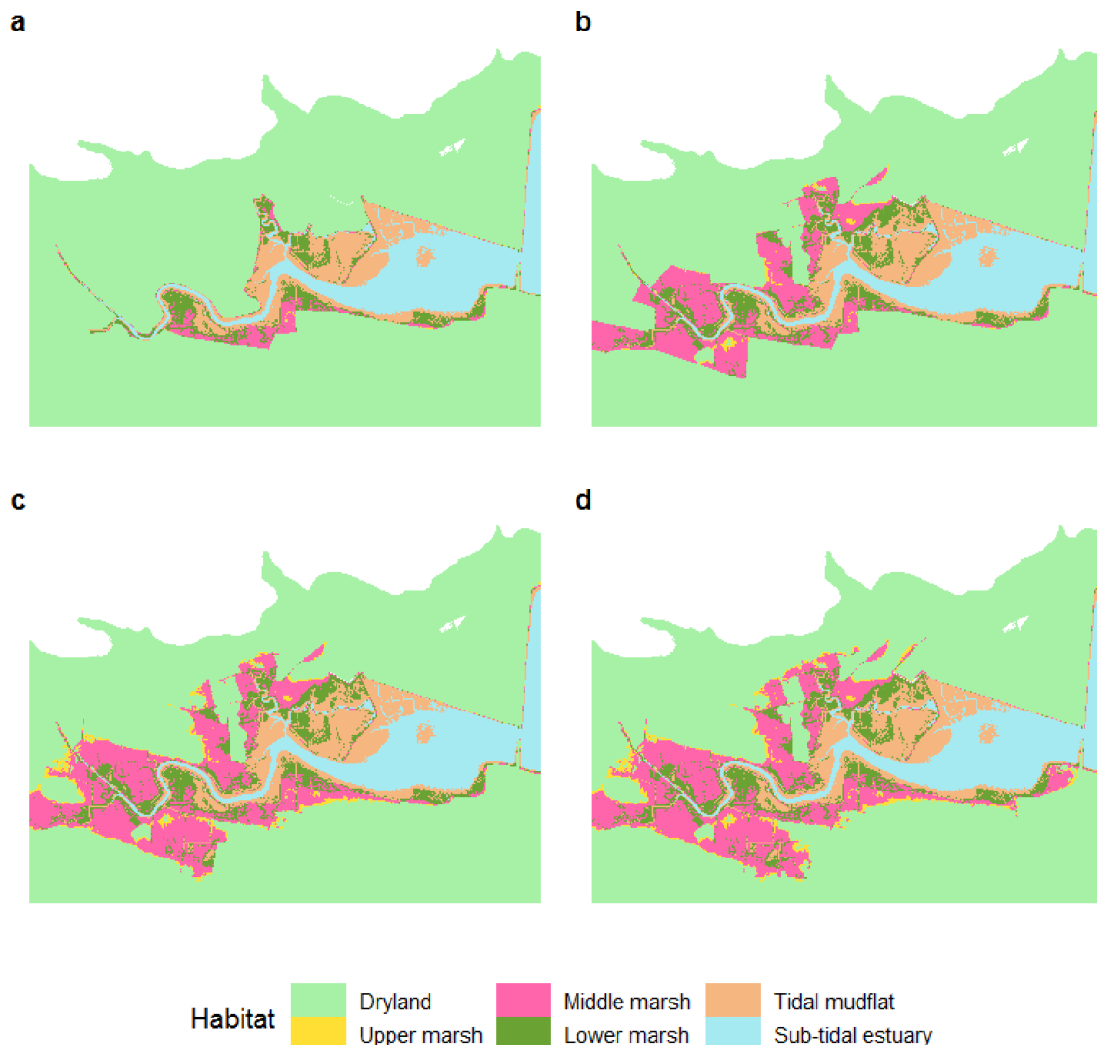 a
b
c
d
Habitat
Dryland
Middle marsh
Tidal mudflat
Upper marsh
Lower marsh
Sub-tidal estuary